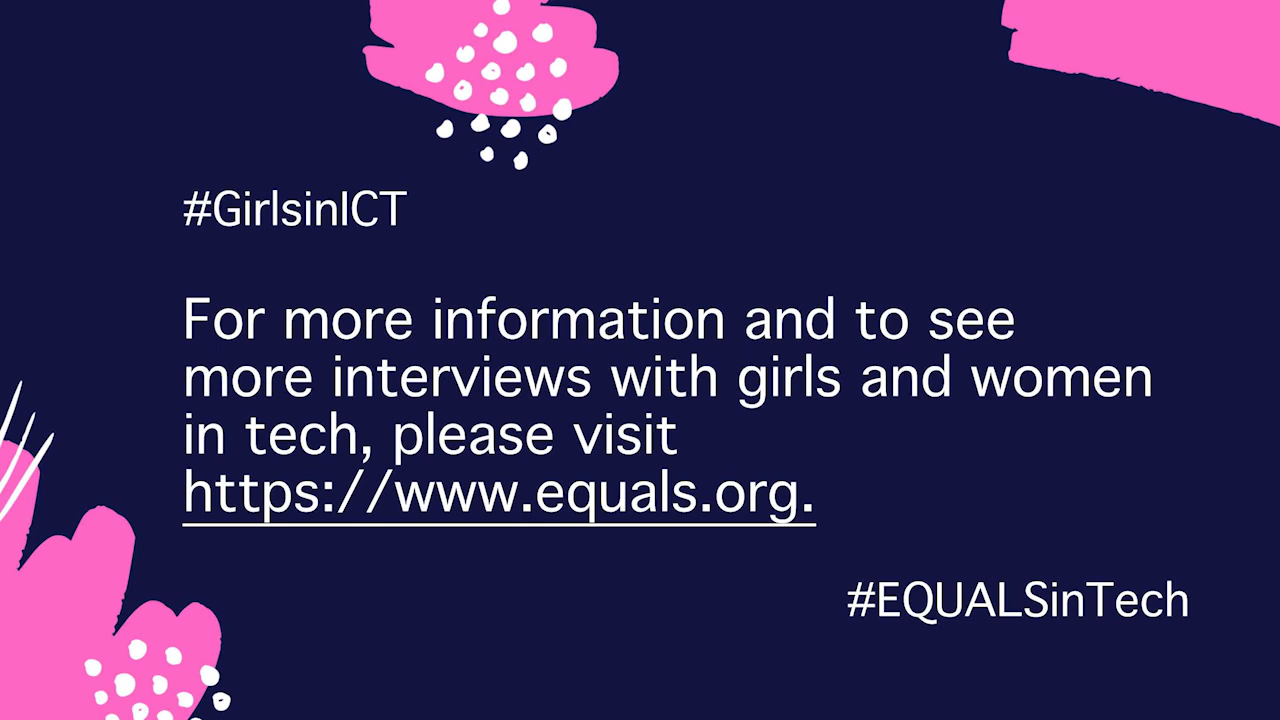 #GirlsinICT
For more information and to see
more interviews with girls and women
in tech, please visit
https://www.equals.org.
#EQUALSinTech